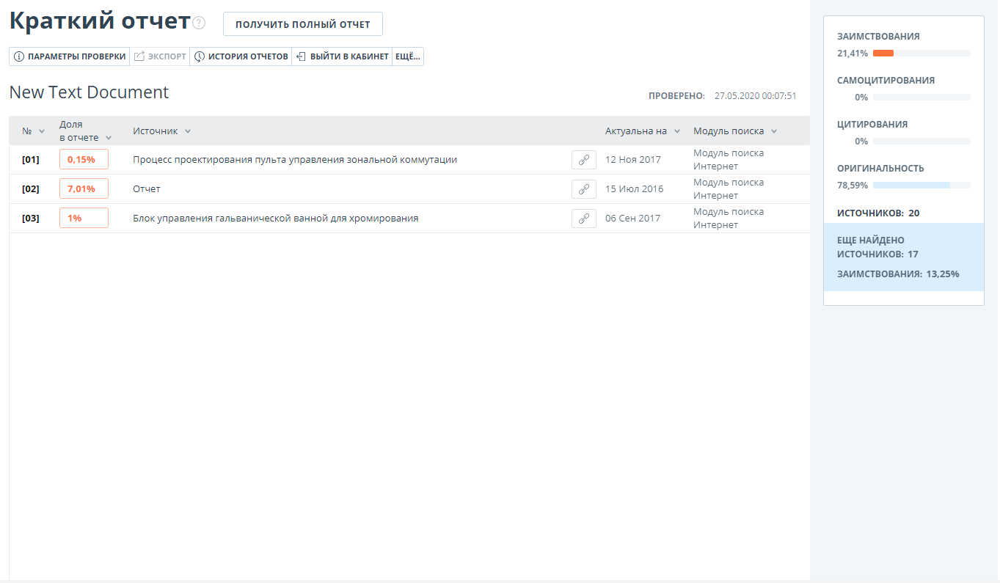 Краткий отчет ?
ПОЛУЧИТЬ ПОЛНЫЙ ОТЧЕТ
ПАРАМЕТРЫ ПРОВЕРКИ ЭКСПОРТ ИСТОРИЯ ОТЧЕТОВ ВЫЙТИ В КАБИНЕТ ЕЩЁ...
New Text Document
ПРОВЕРЕНО: 27.05.2020 00:07:51
№ Доля
в отчете Источник Актуальна на Модуль поиска
[01] 0,15% Процесс проектирования пульта управления зональной коммутации 12 Ноя 2017 Модуль поиска
Интернет
[02] 7,01% Отчет 15 Июл 2016 Модуль поиска
Интернет
[03] 1% Блок управления гальванической ванной для хромирования 06 Сен 2017 Модуль поиска
Интернет
ЗАИМСТВОВАНИЯ
21,41%
САМОЦИТИРОВАНИЯ
0%
ЦИТИРОВАНИЯ
0%
ОРИГИНАЛЬНОСТЬ
78,59%
ИСТОЧНИКОВ: 20
ЕЩЕ НАЙДЕНО
ИСТОЧНИКОВ: 17
ЗАИМСТВОВАНИЯ: 13,25%